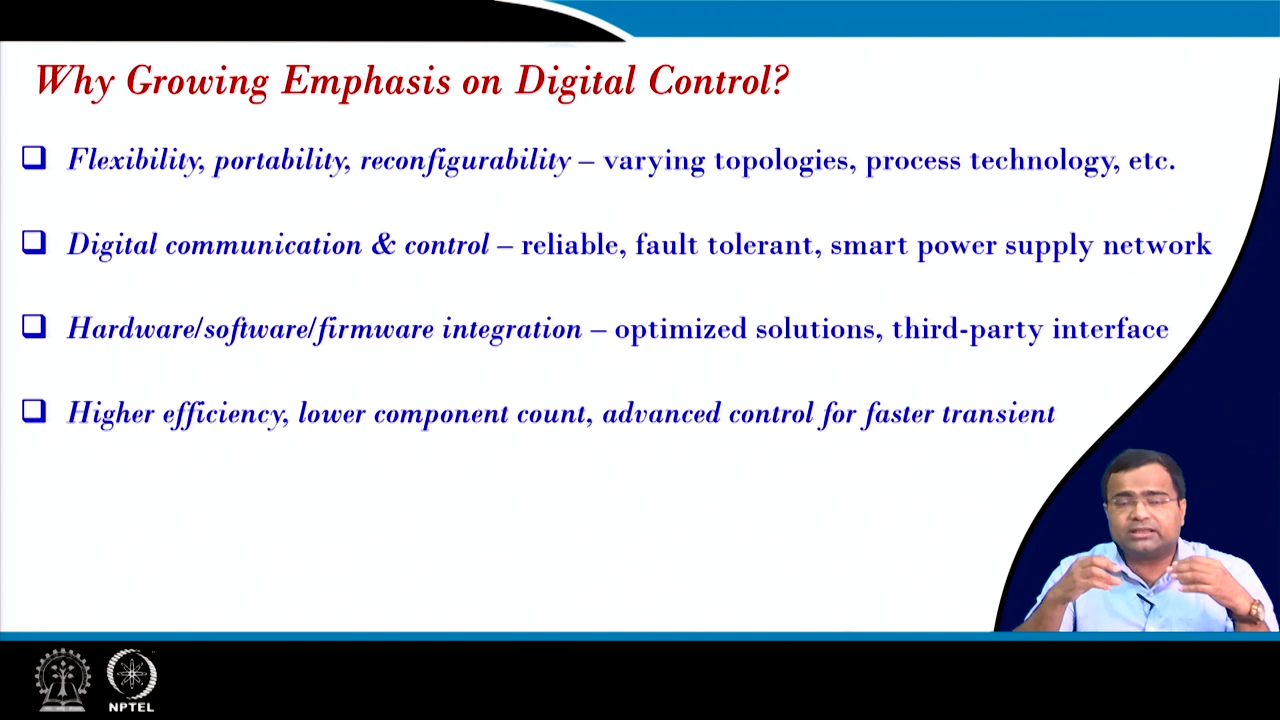 Why Growing Emphasis on Digital Control?
Flexibility, portability, reconfigurability – varying topologies, process technology, etc.
Digital communication & control – reliable, fault tolerant, smart power supply network
Hardware/software/firmware integration – optimized solutions, third-party interface
Higher efficiency, lower component count, advanced control for faster transient
NPTEL